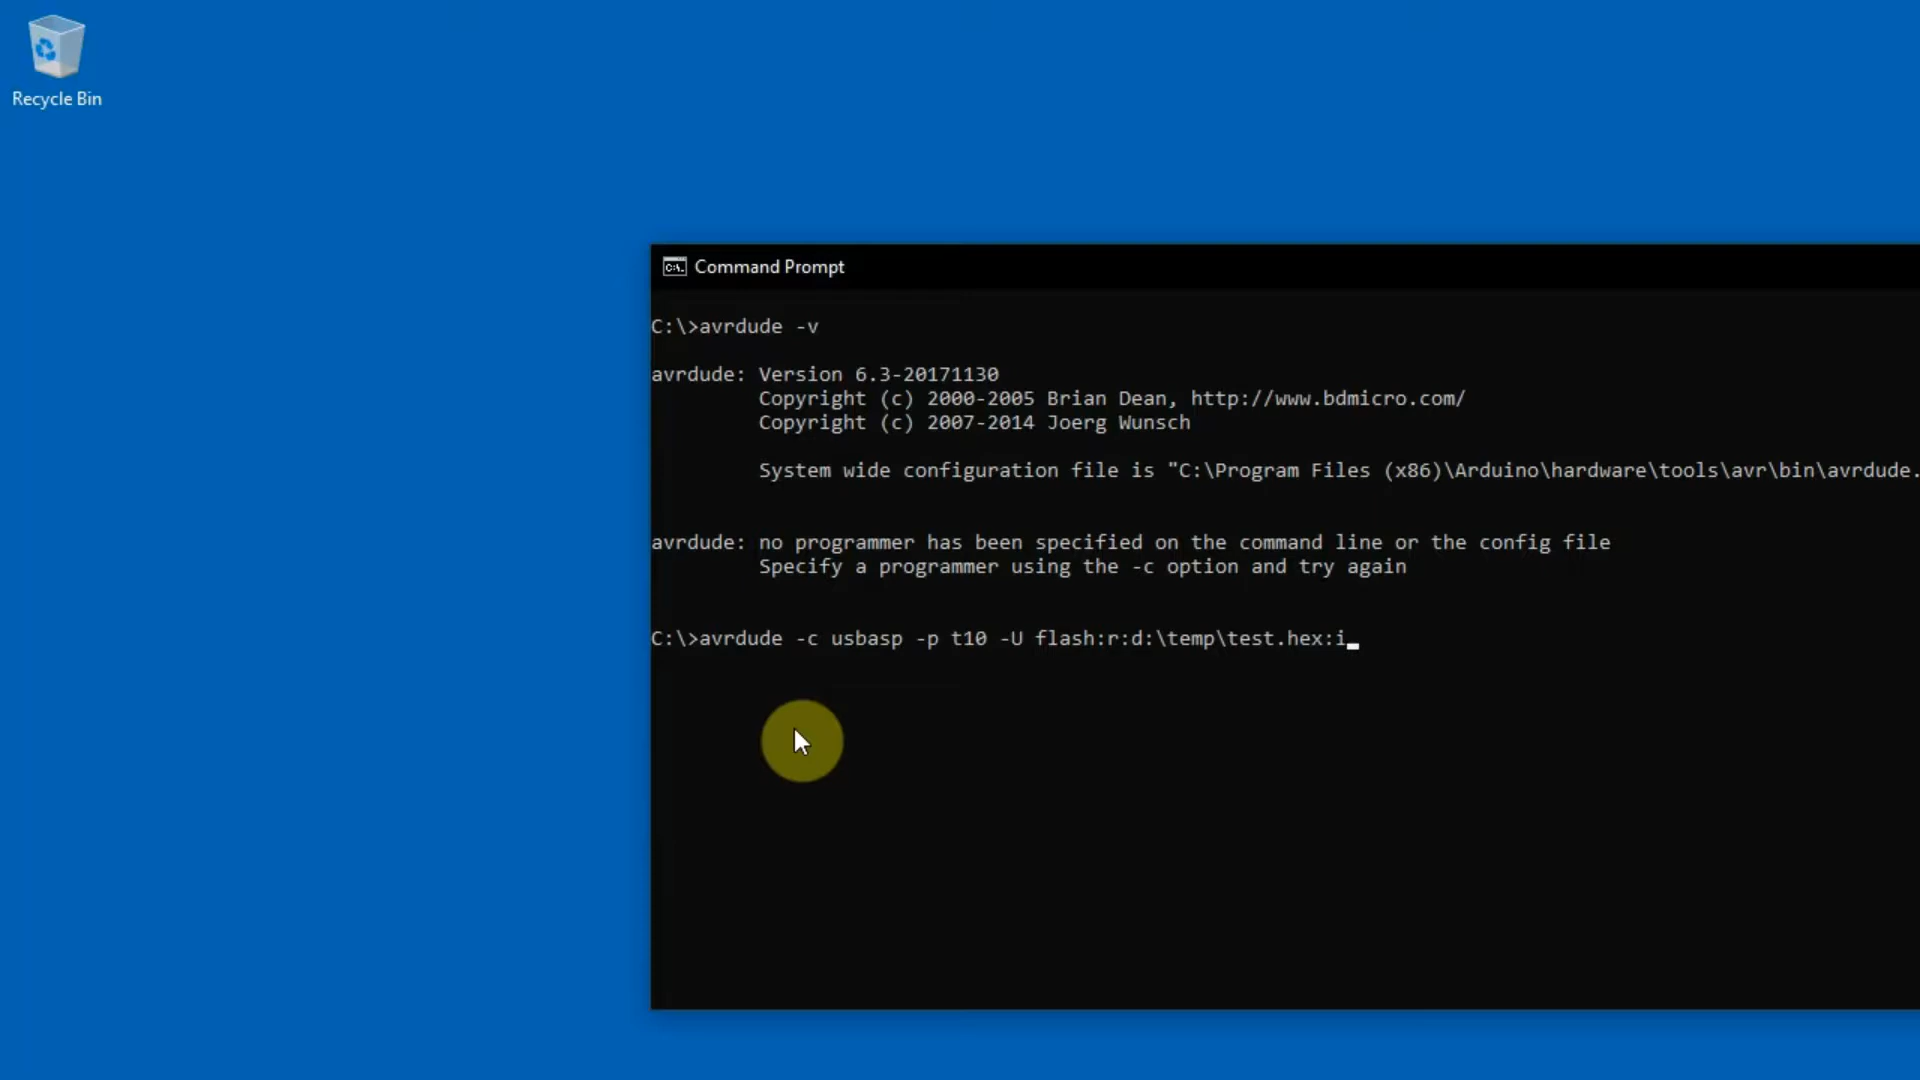 Recycle Bin
Command Prompt
C:\>avrdude -v
avrdude: Version 6.3-20171130
Copyright (c) 2000-2005 Brian Dean, http://www.bdmicro.com/
Copyright (c) 2007-2014 Joerg Wunsch
System wide configuration file is "C:\Program Files (x86)\Arduino\hardware\tools\avr\bin\avrdude.
avrdude: no programmer has been specified on the command line or the config file
Specify a programmer using the -c option and try again
C:\>avrdude -c usbasp -p t10 -U flash:r:d:\temp\test.hex:i_